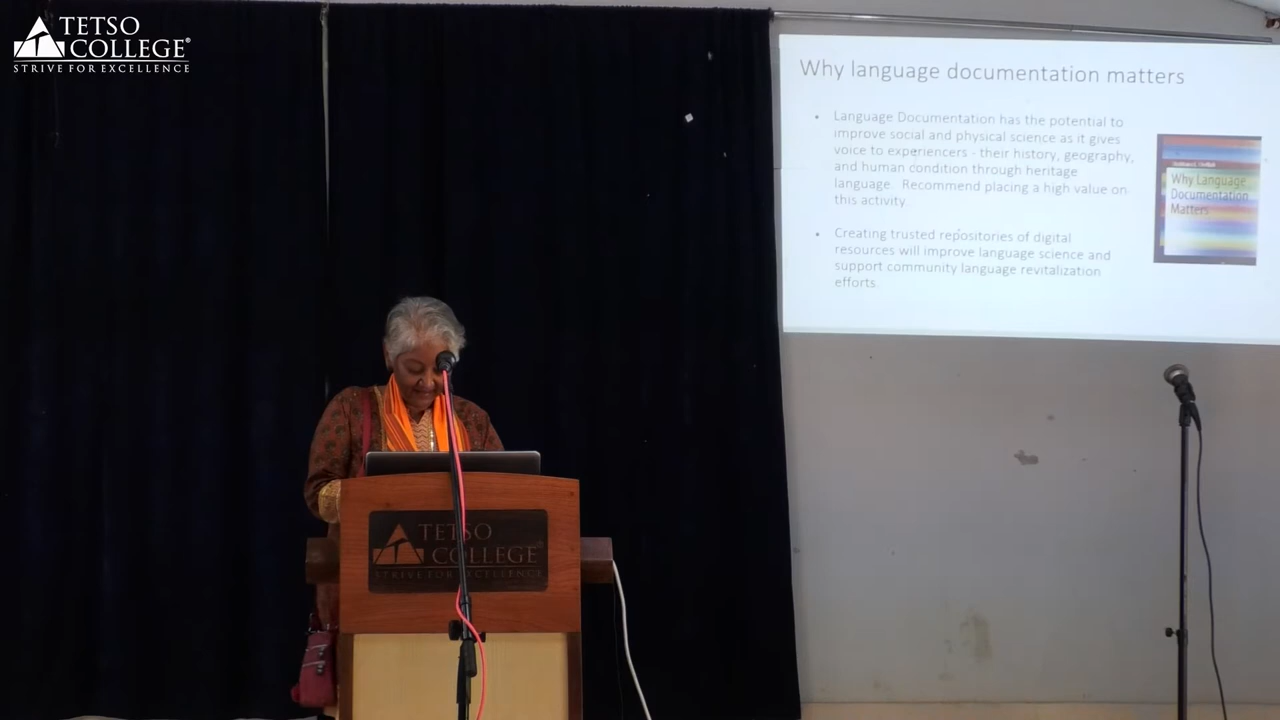 TETSO
COLLEGE®
STRIVE FOR EXCELLENCE
Why language documentation matters
• Language Documentation has the potential to
improve social and physical science as it gives
voice to experiencers - their history, geography,
and human condition through heritage
language. Recommend placing a high value on
this activity.
• Creating trusted repositories of digital
resources will improve language science and
support community language revitalization
efforts.
Why Language
Documentation
Matters
TETSO
COLLEGE
STRIVE FOR EXCELLENCE